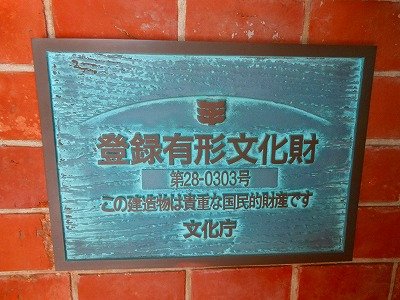 登録有形文化財
第28-0303号
この建造物は貴重な国民的財産です
文化庁